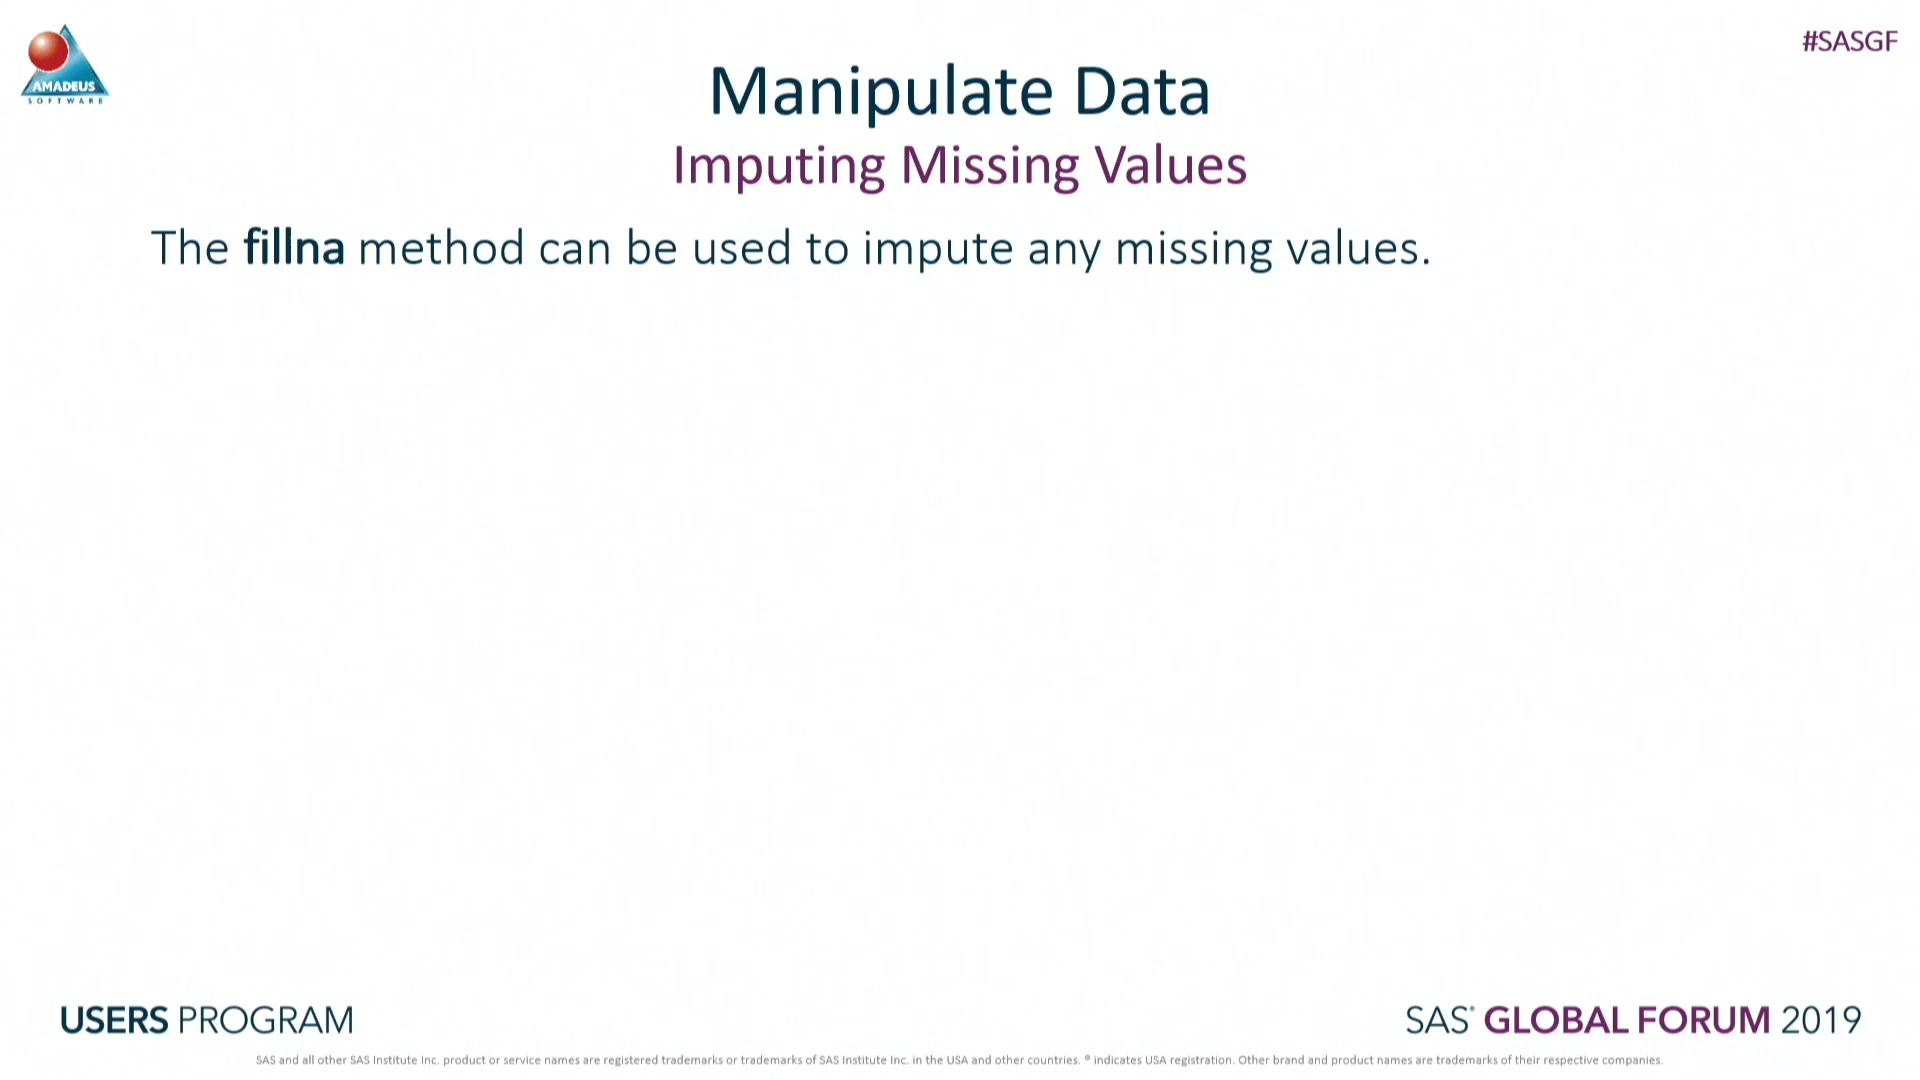 AMADEUS
SOFTWARE
#SASGF
Manipulate Data
Imputing Missing Values
The fillna method can be used to impute any missing values.
USERS PROGRAM
SAS® GLOBAL FORUM 2019
SAS and all other SAS Institute Inc. product or service names are registered trademarks or trademarks of SAS Institute Inc. in the USA and other countries. ® indicates USA registration. Other brand and product names are trademarks of their respective companies.